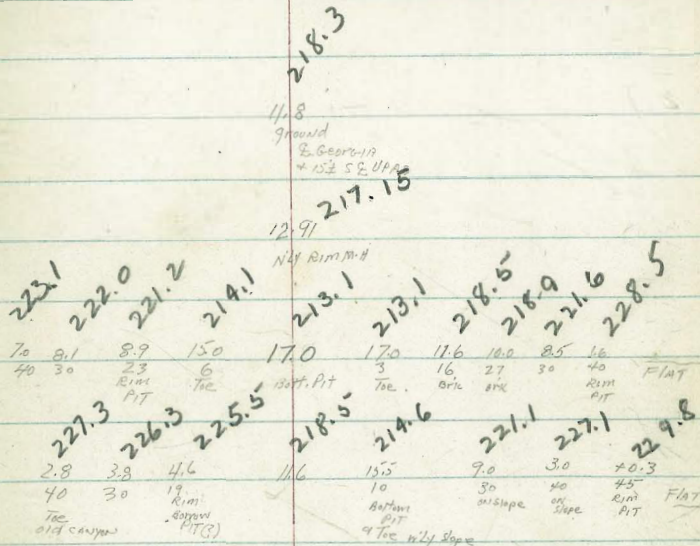 218.3
11.8
ground
℄ Georgia
+ 15± S ℄ UPRR
217.15
12.91
N'ly Rim M.H
223.1 222.0 221.2 214.1 213.1 213.1 218.5 218.9 221.6 228.5
7.0 8.1 8.9 15.0 17.0 17.0 11.6 10.0 8.5 1.6
40 30 23 6 Bott. Pit 3 16 27 30 40 FLAT
Rim Toe Toe Brk Rim
PIT PIT
227.3 226.3 225.5 218.5 214.6 221.1 227.1 229.8
2.8 3.8 4.6 11.6 15.5 9.0 3.0 +0.3
40 30 19 10 30 40 45 FLAT
Toe Rim Bottom on slope on Rim
old canyon Borrow PIT slope PIT
PIT(?) a Toe w'ly slope